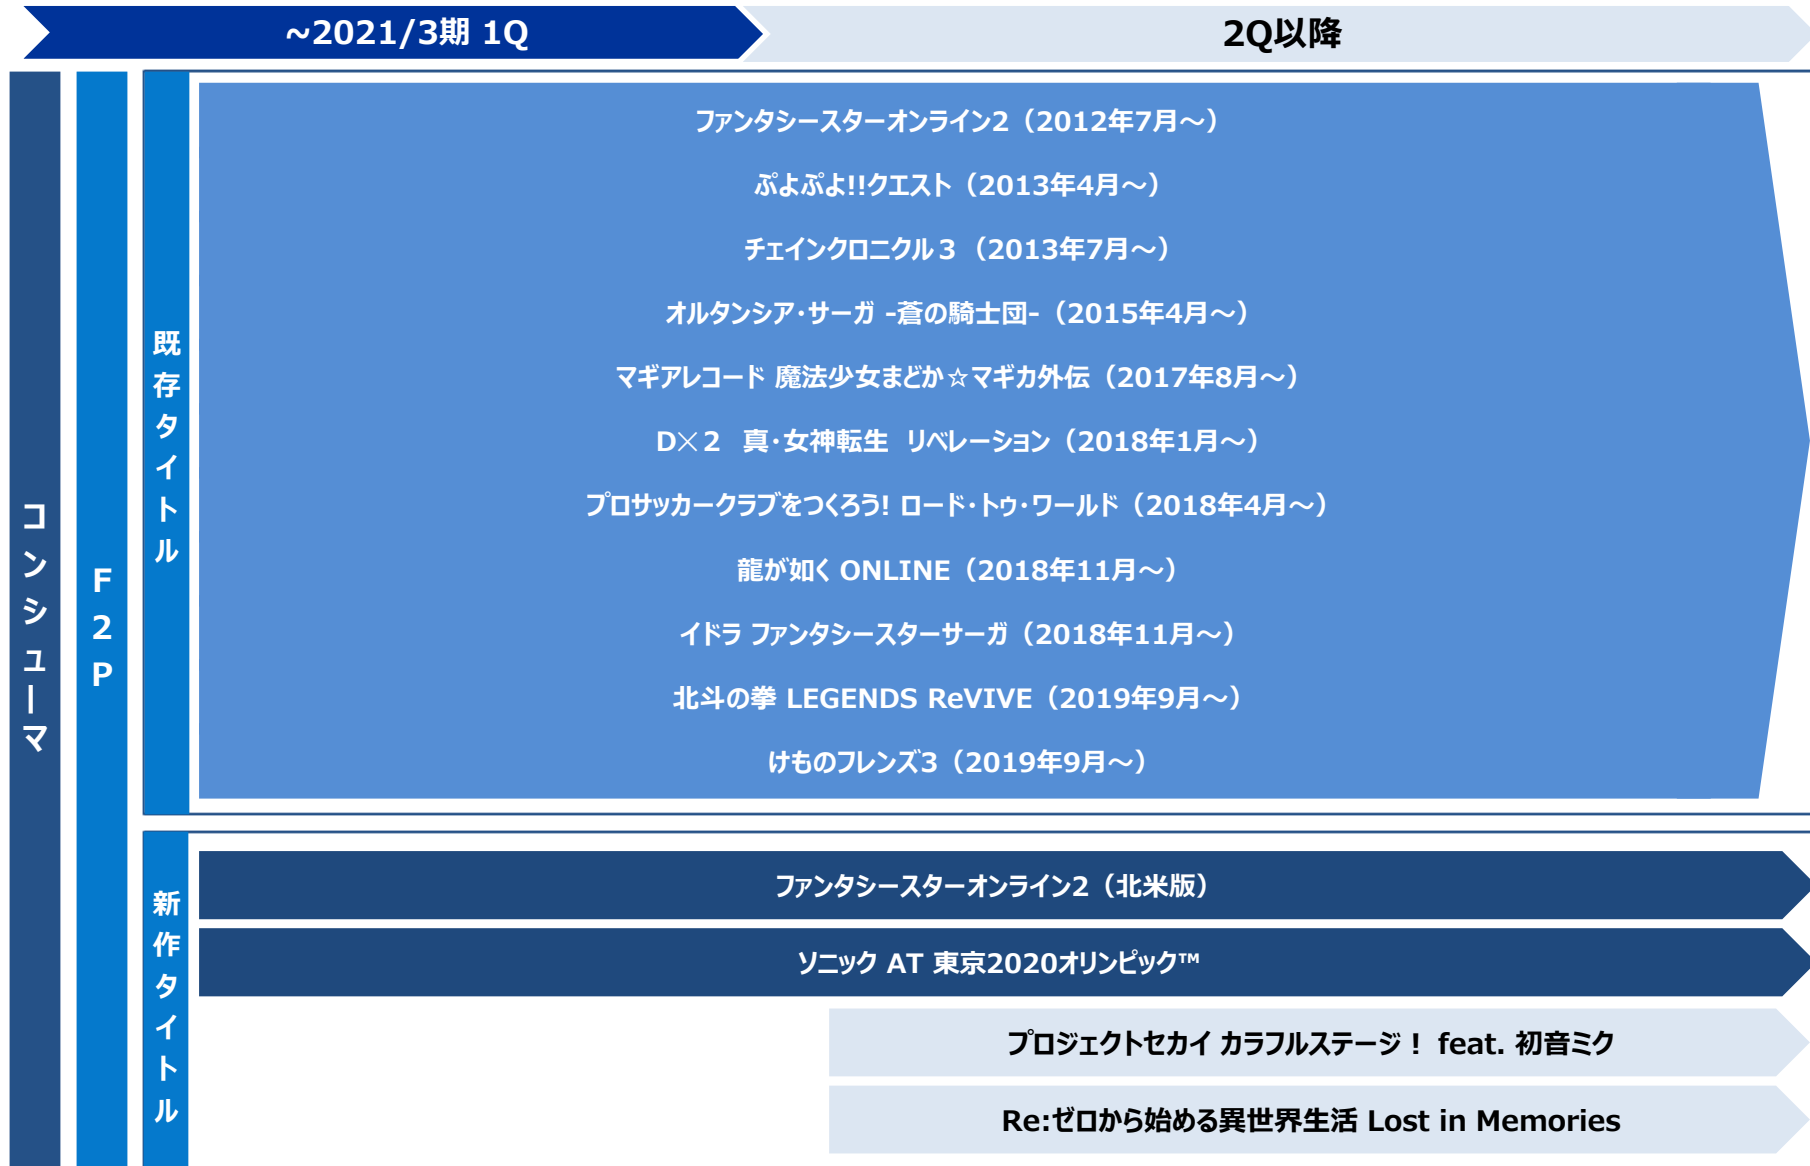 ~2021/3期 1Q
2Q以降
コンシューマ
F2P
既存タイトル
ファンタシースターオンライン2（2012年7月～）
ぷよぷよ!!クエスト（2013年4月～）
チェインクロニクル３（2013年7月～）
オルタンシア・サーガ -蒼の騎士団-（2015年4月～）
マギアレコード 魔法少女まどか☆マギカ外伝（2017年8月～）
D×２　真・女神転生　リベレーション（2018年1月～）
プロサッカークラブをつくろう! ロード・トゥ・ワールド（2018年4月～）
龍が如く ONLINE（2018年11月～）
イドラ ファンタシースターサーガ（2018年11月～）
北斗の拳 LEGENDS ReVIVE（2019年9月～）
けものフレンズ3（2019年9月～）
新作タイトル
ファンタシースターオンライン2（北米版）
ソニック AT 東京2020オリンピック™
プロジェクトセカイ カラフルステージ！ feat. 初音ミク
Re:ゼロから始める異世界生活 Lost in Memories